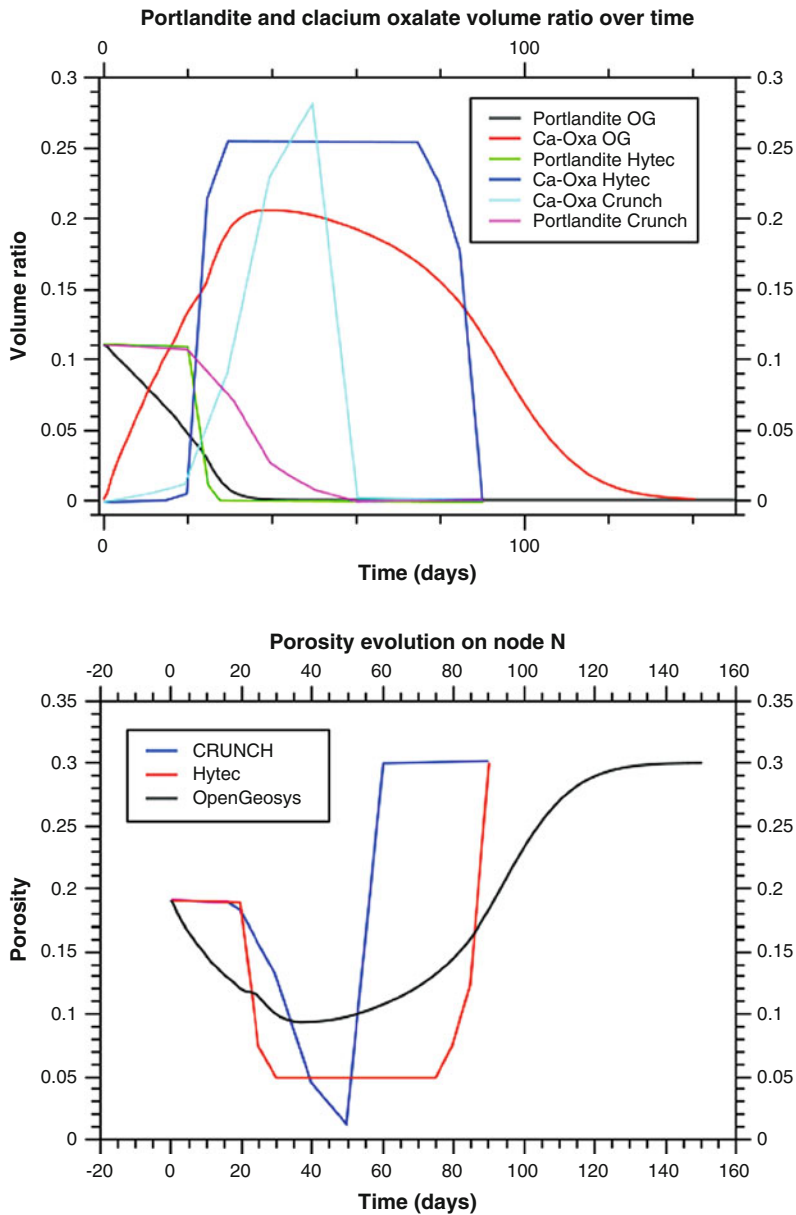 Portlandite and clacium oxalate volume ratio over time
0 100
0.3 0.3
Portlandite OG
Ca-Oxa OG
Portlandite Hytec
Ca-Oxa Hytec
Ca-Oxa Crunch
Portlandite Crunch
0.25 0.25
0.2 0.2
Volume ratio
0.15 0.15
0.1 0.1
0.05 0.05
0 0
0 100
Time (days)
Porosity evolution on node N
-20 0 20 40 60 80 100 120 140 160
0.35 0.35
CRUNCH
Hytec
OpenGeosys
0.3 0.3
0.25 0.25
0.2 0.2
Porosity
0.15 0.15
0.1 0.1
0.05 0.05
0 0
-20 0 20 40 60 80 100 120 140 160
Time (days)